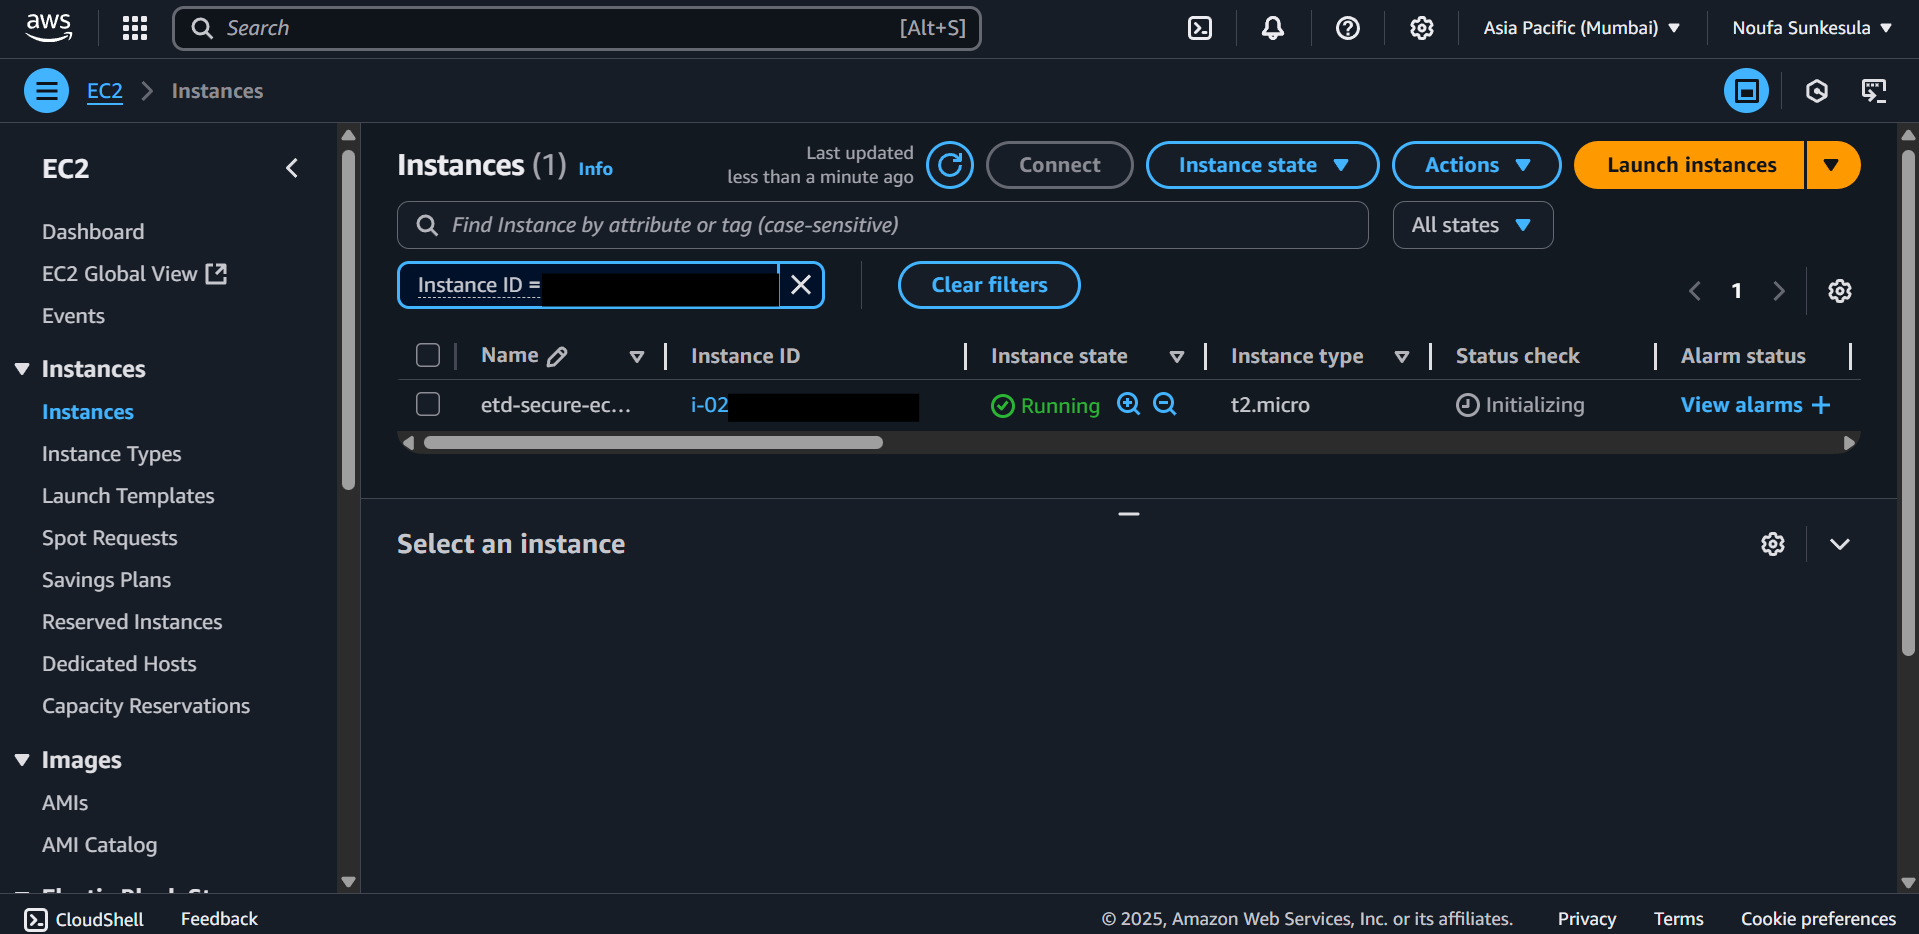 aws
Search [Alt+S]
Asia Pacific (Mumbai)
Noufa Sunkesula
EC2
Instances
EC2
Dashboard
EC2 Global View
Events
Instances
Instances
Instance Types
Launch Templates
Spot Requests
Savings Plans
Reserved Instances
Dedicated Hosts
Capacity Reservations
Images
AMIs
AMI Catalog
Instances (1) Info
Last updated
less than a minute ago
Connect
Instance state
Actions
Launch instances
Find Instance by attribute or tag (case-sensitive)
All states
Instance ID =
Clear filters
1
Name Instance ID Instance state Instance type Status check Alarm status
etd-secure-ec... i-02 Running t2.micro Initializing View alarms +
Select an instance
CloudShell Feedback © 2025, Amazon Web Services, Inc. or its affiliates. Privacy Terms Cookie preferences